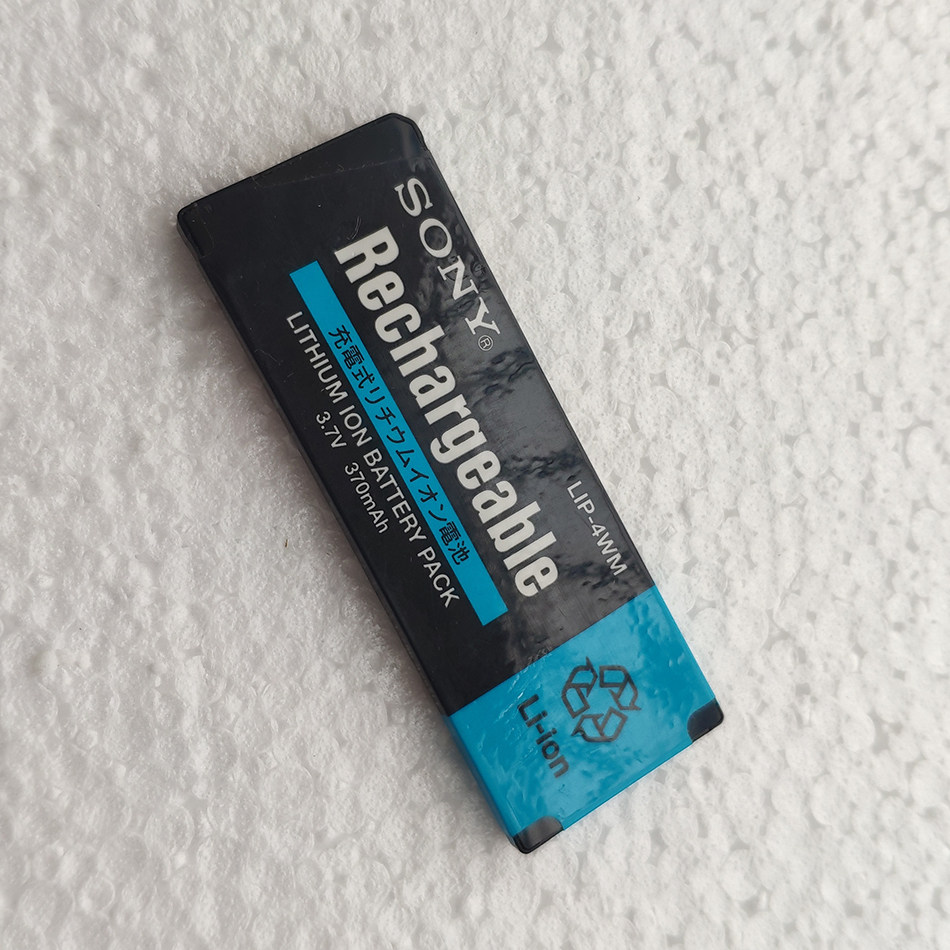 SONY®
Rechargeable
充電式リチウムイオン電池
LITHIUM ION BATTERY PACK
3.7V 370mAh
LIP-4WM
Li-ion